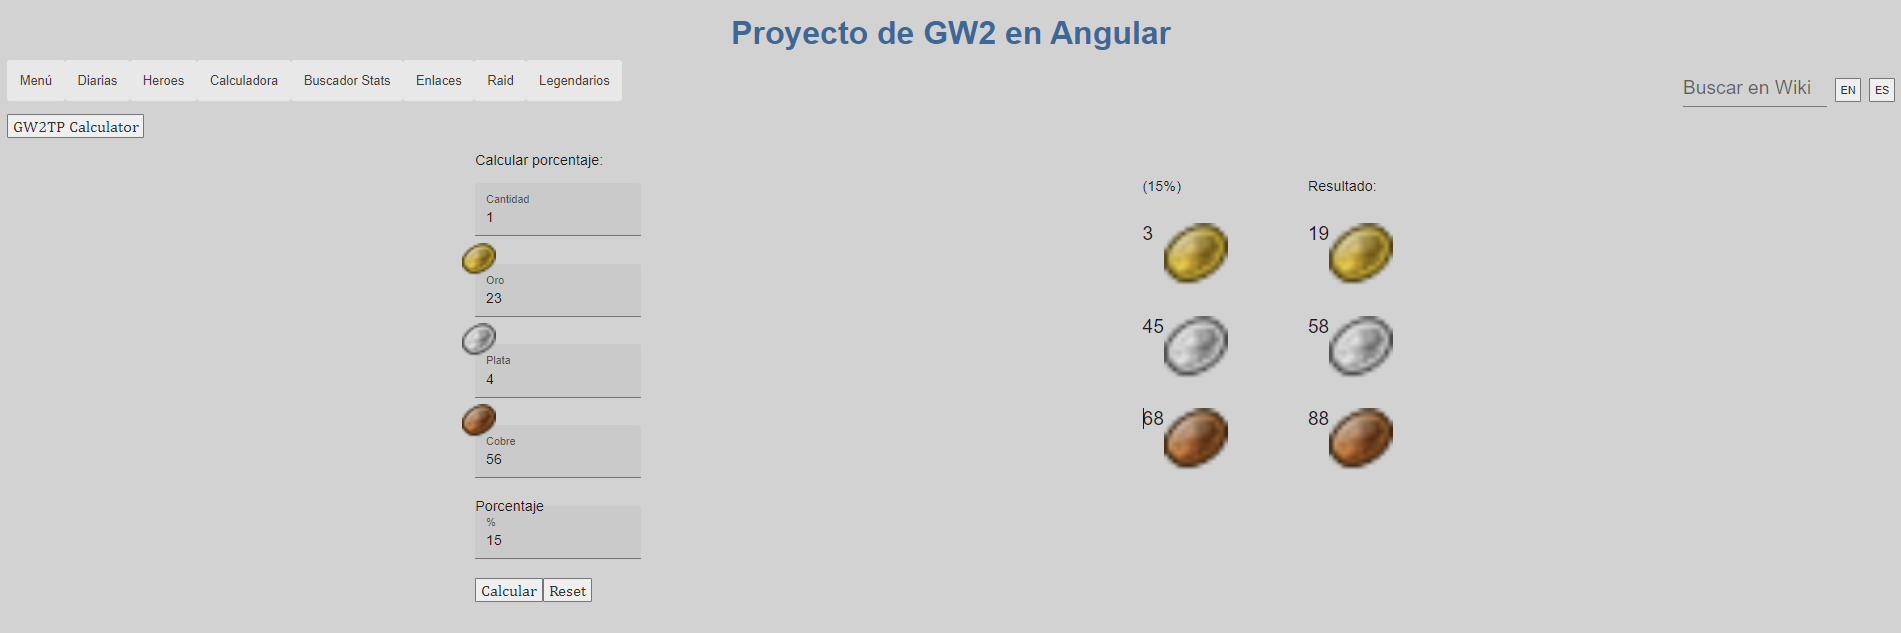 Proyecto de GW2 en Angular
Menú Diarias Heroes Calculadora Buscador Stats Enlaces Raid Legendarios
Buscar en Wiki EN ES
GW2TP Calculator
Calcular porcentaje:
Cantidad
1
Oro
23
Plata
4
Cobre
56
Porcentaje
%
15
Calcular Reset
(15%) Resultado:
3 19
45 58
68 88